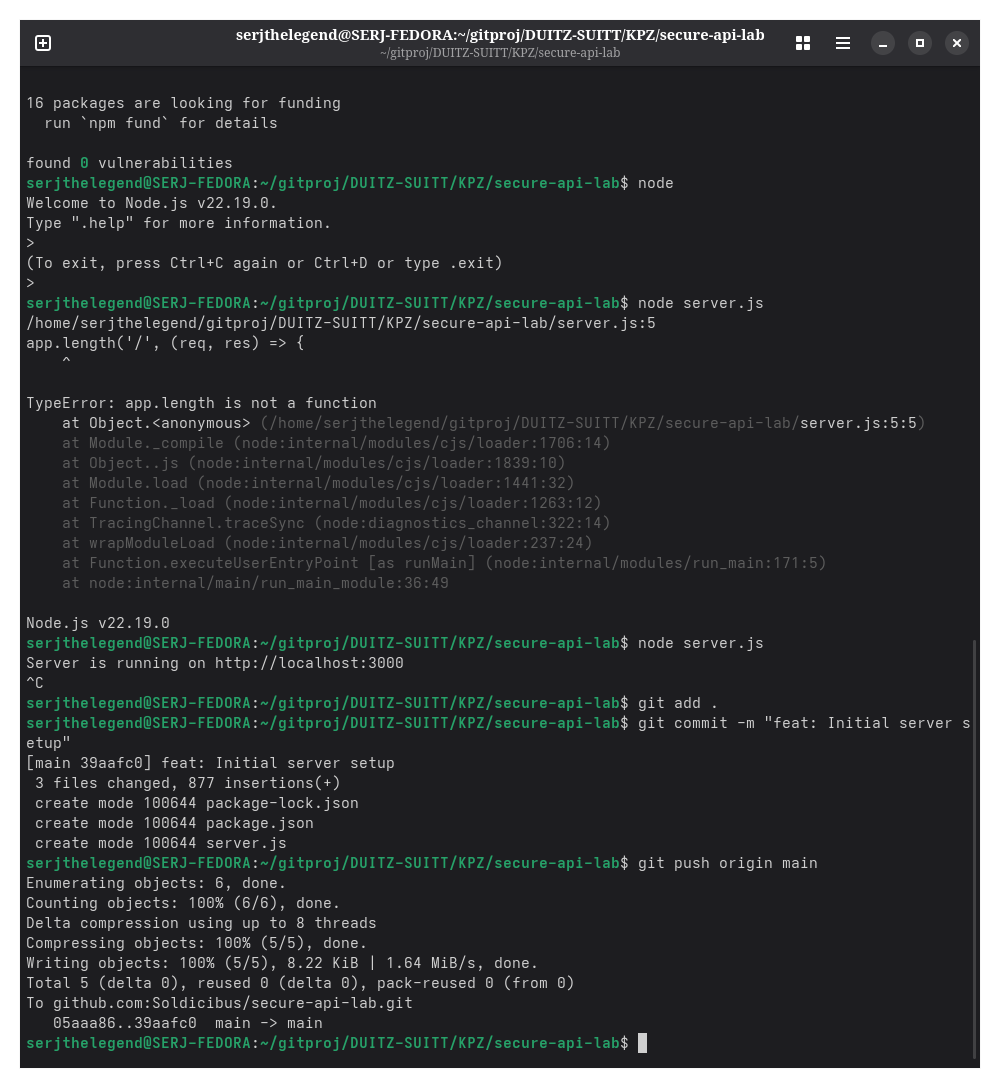 serjthelegend@SERJ-FEDORA:~/gitproj/DUITZ-SUITT/KPZ/secure-api-lab
~/gitproj/DUITZ-SUITT/KPZ/secure-api-lab
16 packages are looking for funding
  run `npm fund` for details
found 0 vulnerabilities
serjthelegend@SERJ-FEDORA:~/gitproj/DUITZ-SUITT/KPZ/secure-api-lab$ node
Welcome to Node.js v22.19.0.
Type ".help" for more information.
>
(To exit, press Ctrl+C again or Ctrl+D or type .exit)
>
serjthelegend@SERJ-FEDORA:~/gitproj/DUITZ-SUITT/KPZ/secure-api-lab$ node server.js
/home/serjthelegend/gitproj/DUITZ-SUITT/KPZ/secure-api-lab/server.js:5
app.length('/', (req, res) => {
    ^
TypeError: app.length is not a function
    at Object.<anonymous> (/home/serjthelegend/gitproj/DUITZ-SUITT/KPZ/secure-api-lab/server.js:5:5)
    at Module._compile (node:internal/modules/cjs/loader:1706:14)
    at Object..js (node:internal/modules/cjs/loader:1839:10)
    at Module.load (node:internal/modules/cjs/loader:1441:32)
    at Function._load (node:internal/modules/cjs/loader:1263:12)
    at TracingChannel.traceSync (node:diagnostics_channel:322:14)
    at wrapModuleLoad (node:internal/modules/cjs/loader:237:24)
    at Function.executeUserEntryPoint [as runMain] (node:internal/modules/run_main:171:5)
    at node:internal/main/run_main_module:36:49
Node.js v22.19.0
serjthelegend@SERJ-FEDORA:~/gitproj/DUITZ-SUITT/KPZ/secure-api-lab$ node server.js
Server is running on http://localhost:3000
^C
serjthelegend@SERJ-FEDORA:~/gitproj/DUITZ-SUITT/KPZ/secure-api-lab$ git add .
serjthelegend@SERJ-FEDORA:~/gitproj/DUITZ-SUITT/KPZ/secure-api-lab$ git commit -m "feat: Initial server s
etup"
[main 39aafc0] feat: Initial server setup
 3 files changed, 877 insertions(+)
 create mode 100644 package-lock.json
 create mode 100644 package.json
 create mode 100644 server.js
serjthelegend@SERJ-FEDORA:~/gitproj/DUITZ-SUITT/KPZ/secure-api-lab$ git push origin main
Enumerating objects: 6, done.
Counting objects: 100% (6/6), done.
Delta compression using up to 8 threads
Compressing objects: 100% (5/5), done.
Writing objects: 100% (5/5), 8.22 KiB | 1.64 MiB/s, done.
Total 5 (delta 0), reused 0 (delta 0), pack-reused 0 (from 0)
To github.com:Soldicibus/secure-api-lab.git
   05aaa86..39aafc0  main -> main
serjthelegend@SERJ-FEDORA:~/gitproj/DUITZ-SUITT/KPZ/secure-api-lab$